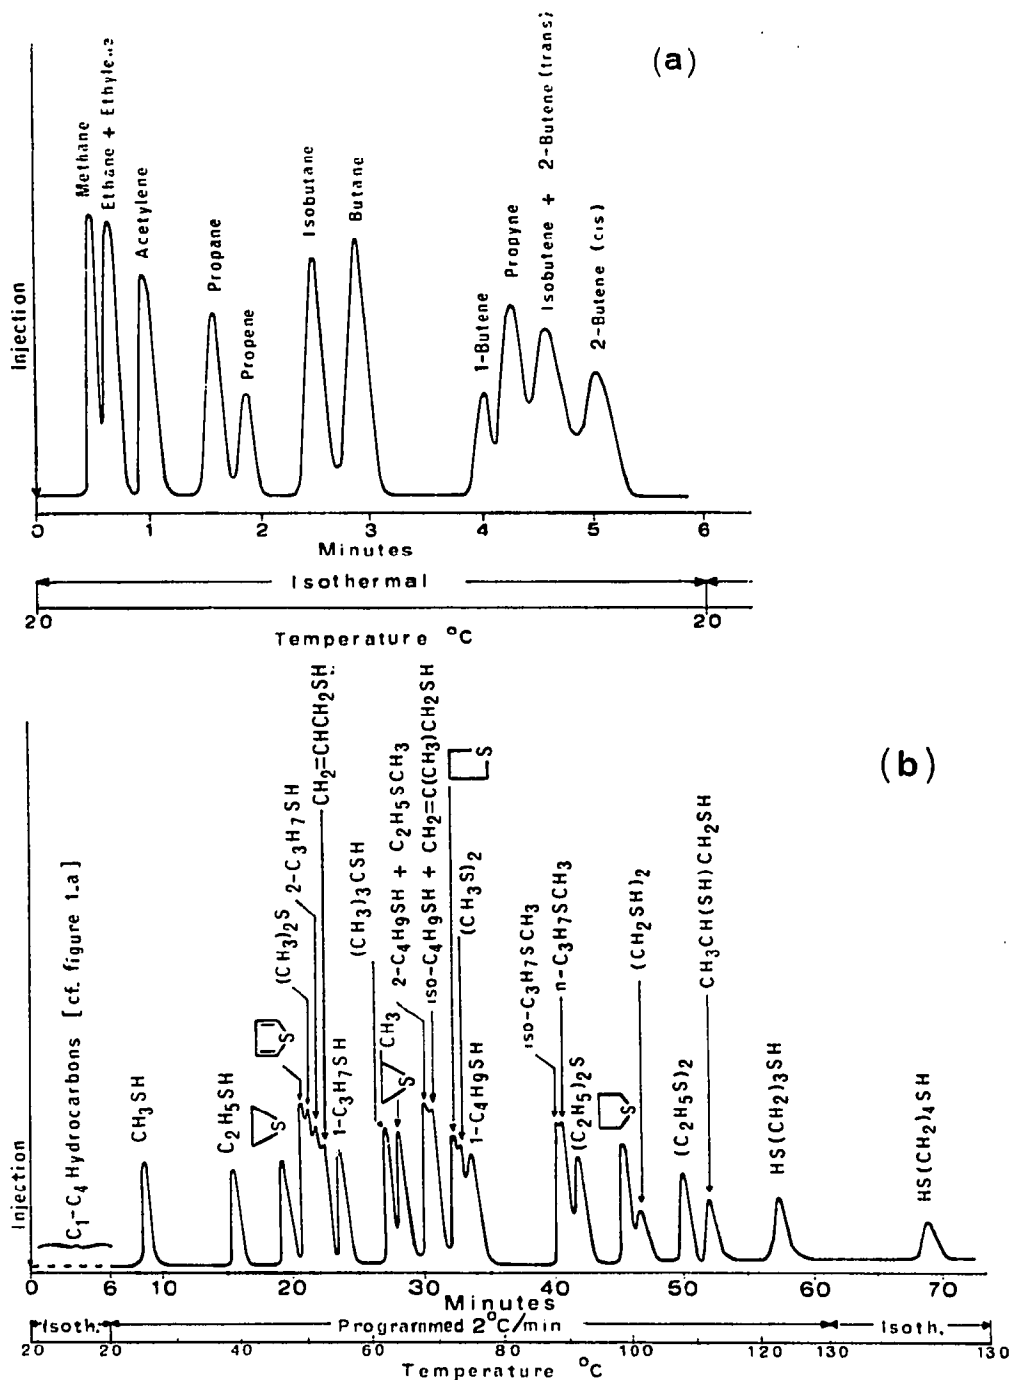 (a)
Injection
Methane
Ethane + Ethylene
Acetylene
Propane
Propene
Isobutane
Butane
1-Butene
Propyne
Isobutene + 2-Butene (trans)
2-Butene (cis)
0 1 2 3 4 5 6
Minutes
Isothermal
20 20
Temperature °C
(b)
Injection
C1-C4 Hydrocarbons [cf. figure 1.a]
CH3SH
C2H5SH
S
S
(CH3)2S
2-C3H7SH
CH2=CHCH2SH
1-C3H7SH
(CH3)3CSH
CH3
S
2-C4H9SH + C2H5SCH3
iso-C4H9SH + CH2=C(CH3)CH2SH
S
(CH3S)2
1-C4H9SH
iso-C3H7SCH3
n-C3H7SCH3
(C2H5)2S
S
(CH2SH)2
(C2H5S)2
CH3CH(SH)CH2SH
HS(CH2)3SH
HS(CH2)4SH
0 6 20 30 40 50 60 70
Minutes
Isoth. Programmed 2°C/min Isoth.
20 20 40 60 80 100 120 130 130
Temperature °C